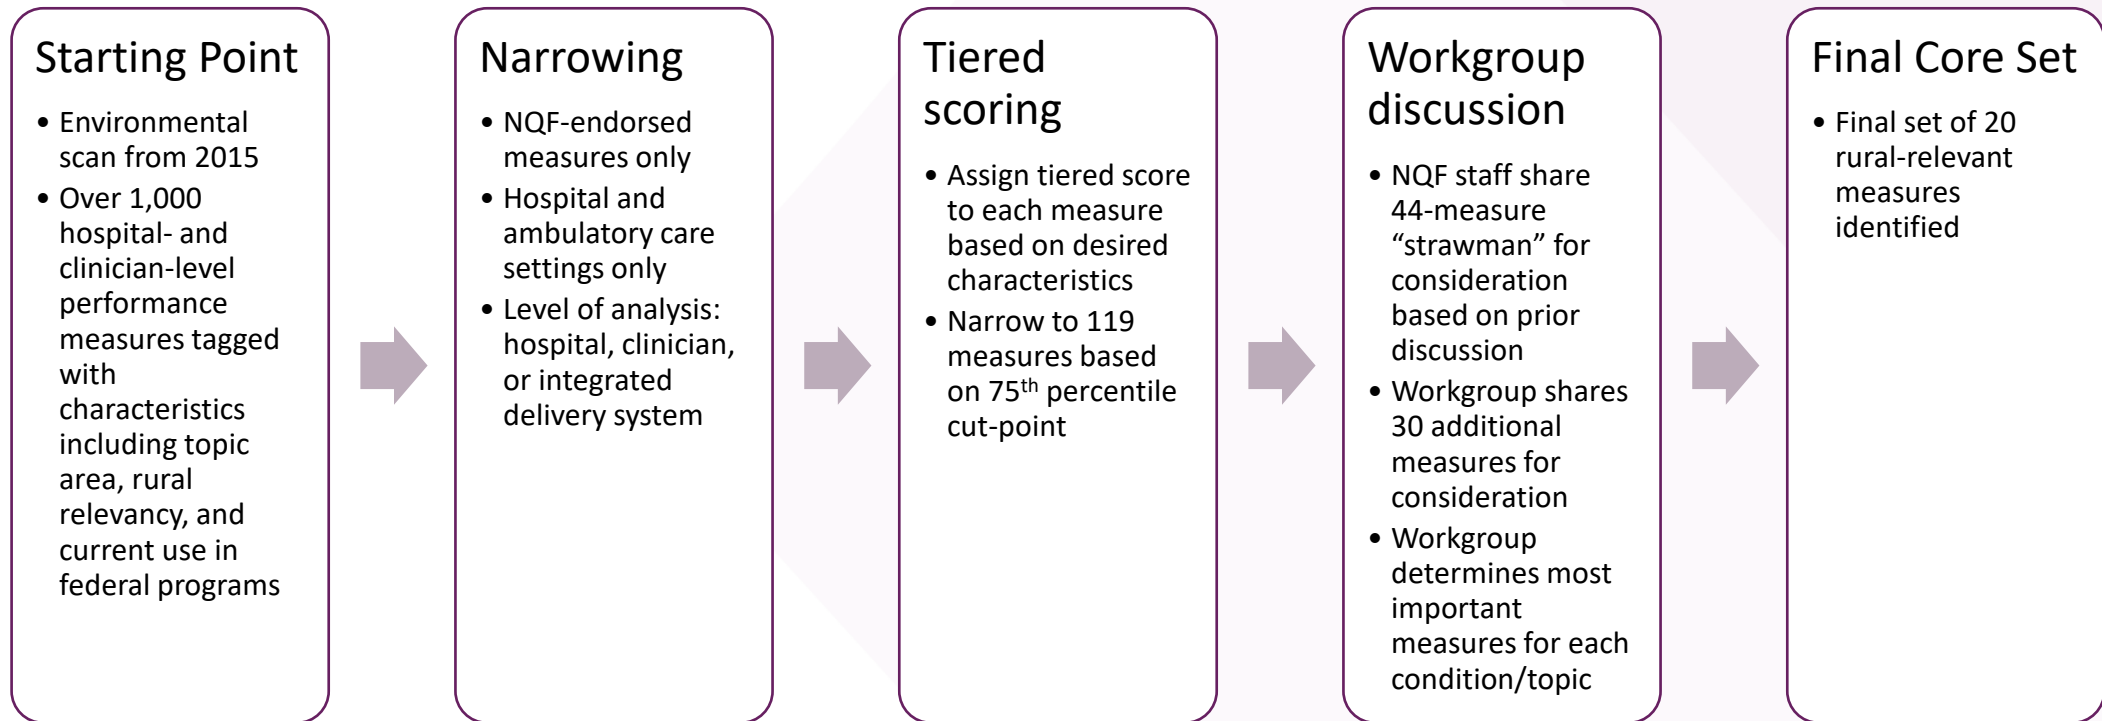 Starting Point
• Environmental
scan from 2015
• Over 1,000
hospital- and
clinician-level
performance
measures tagged
with
characteristics
including topic
area, rural
relevancy, and
current use in
federal programs
Narrowing
• NQF-endorsed
measures only
• Hospital and
ambulatory care
settings only
• Level of analysis:
hospital, clinician,
or integrated
delivery system
Tiered
scoring
• Assign tiered score
to each measure
based on desired
characteristics
• Narrow to 119
measures based
on 75th percentile
cut-point
Workgroup
discussion
• NQF staff share
44-measure
“strawman” for
consideration
based on prior
discussion
• Workgroup shares
30 additional
measures for
consideration
• Workgroup
determines most
important
measures for each
condition/topic
Final Core Set
• Final set of 20
rural-relevant
measures
identified